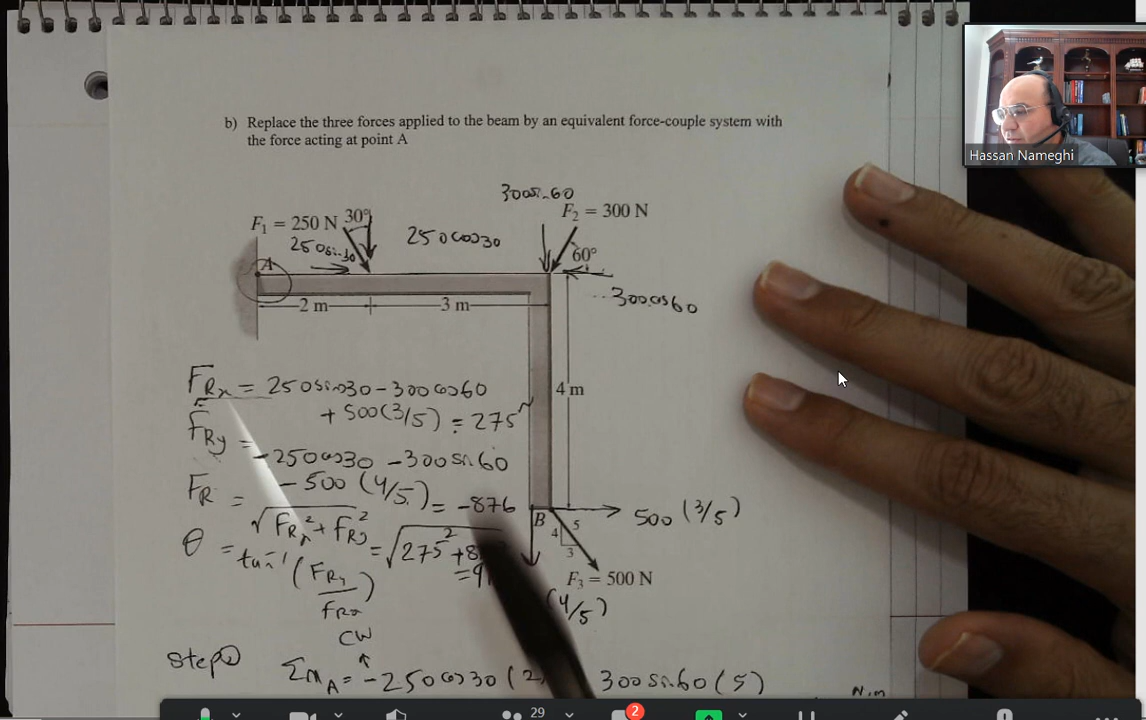 b) Replace the three forces applied to the beam by an equivalent force-couple system with
the force acting at point A
Hassan Nameghi
300sin60
F₁ = 250 N 30°
F₂ = 300 N
250sin30
250cos30
60°
A
300cos60
2 m
3 m
4 m
FRx = 250sin30 - 300cos60
+ 500(3/5) = 275
FRy = -250cos30 - 300sin60
- 500 (4/5) = -876
FR = √FRx² + FRy² = √275² +
=
θ = tan⁻¹ (FRy/FRx)
B
500 (3/5)
5
4
3
F₃ = 500 N
(4/5)
CW
step
ΣMA = -250cos30 (2) 300sin60 (5)
N.m
29
2